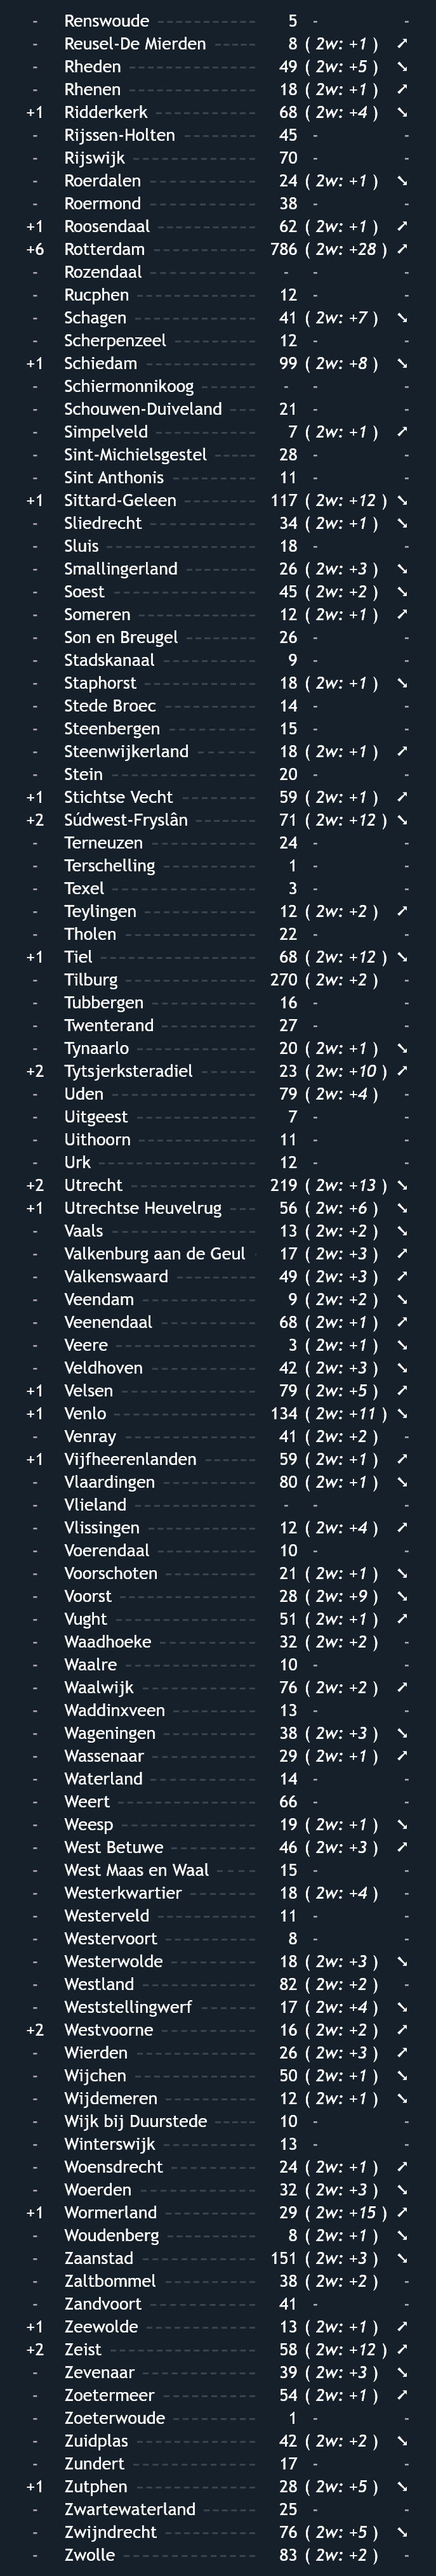 - Renswoude 5 - -
- Reusel-De Mierden 8 ( 2w: +1 ) ↗
- Rheden 49 ( 2w: +5 ) ↘
- Rhenen 18 ( 2w: +1 ) ↗
+1 Ridderkerk 68 ( 2w: +4 ) ↘
- Rijssen-Holten 45 - -
- Rijswijk 70 - -
- Roerdalen 24 ( 2w: +1 ) ↘
- Roermond 38 - -
+1 Roosendaal 62 ( 2w: +1 ) ↗
+6 Rotterdam 786 ( 2w: +28 ) ↗
- Rozendaal - - -
- Rucphen 12 - -
- Schagen 41 ( 2w: +7 ) ↘
- Scherpenzeel 12 - -
+1 Schiedam 99 ( 2w: +8 ) ↘
- Schiermonnikoog - - -
- Schouwen-Duiveland 21 - -
- Simpelveld 7 ( 2w: +1 ) ↗
- Sint-Michielsgestel 28 - -
- Sint Anthonis 11 - -
+1 Sittard-Geleen 117 ( 2w: +12 ) ↘
- Sliedrecht 34 ( 2w: +1 ) ↘
- Sluis 18 - -
- Smallingerland 26 ( 2w: +3 ) ↘
- Soest 45 ( 2w: +2 ) ↘
- Someren 12 ( 2w: +1 ) ↗
- Son en Breugel 26 - -
- Stadskanaal 9 - -
- Staphorst 18 ( 2w: +1 ) ↘
- Stede Broec 14 - -
- Steenbergen 15 - -
- Steenwijkerland 18 ( 2w: +1 ) ↗
- Stein 20 - -
+1 Stichtse Vecht 59 ( 2w: +1 ) ↗
+2 Súdwest-Fryslân 71 ( 2w: +12 ) ↘
- Terneuzen 24 - -
- Terschelling 1 - -
- Texel 3 - -
- Teylingen 12 ( 2w: +2 ) ↗
- Tholen 22 - -
+1 Tiel 68 ( 2w: +12 ) ↘
- Tilburg 270 ( 2w: +2 ) -
- Tubbergen 16 - -
- Twenterand 27 - -
- Tynaarlo 20 ( 2w: +1 ) ↘
+2 Tytsjerksteradiel 23 ( 2w: +10 ) ↗
- Uden 79 ( 2w: +4 ) -
- Uitgeest 7 - -
- Uithoorn 11 - -
- Urk 12 - -
+2 Utrecht 219 ( 2w: +13 ) ↘
+1 Utrechtse Heuvelrug 56 ( 2w: +6 ) ↘
- Vaals 13 ( 2w: +2 ) ↘
- Valkenburg aan de Geul 17 ( 2w: +3 ) ↗
- Valkenswaard 49 ( 2w: +3 ) ↗
- Veendam 9 ( 2w: +2 ) ↘
- Veenendaal 68 ( 2w: +1 ) ↗
- Veere 3 ( 2w: +1 ) ↘
- Veldhoven 42 ( 2w: +3 ) ↘
+1 Velsen 79 ( 2w: +5 ) ↗
+1 Venlo 134 ( 2w: +11 ) ↘
- Venray 41 ( 2w: +2 ) -
+1 Vijfheerenlanden 59 ( 2w: +1 ) ↗
- Vlaardingen 80 ( 2w: +1 ) ↘
- Vlieland - - -
- Vlissingen 12 ( 2w: +4 ) ↗
- Voerendaal 10 - -
- Voorschoten 21 ( 2w: +1 ) ↘
- Voorst 28 ( 2w: +9 ) ↘
- Vught 51 ( 2w: +1 ) ↗
- Waadhoeke 32 ( 2w: +2 ) -
- Waalre 10 - -
- Waalwijk 76 ( 2w: +2 ) ↗
- Waddinxveen 13 - -
- Wageningen 38 ( 2w: +3 ) ↘
- Wassenaar 29 ( 2w: +1 ) ↗
- Waterland 14 - -
- Weert 66 - -
- Weesp 19 ( 2w: +1 ) ↘
- West Betuwe 46 ( 2w: +3 ) ↗
- West Maas en Waal 15 - -
- Westerkwartier 18 ( 2w: +4 ) -
- Westerveld 11 - -
- Westervoort 8 - -
- Westerwolde 18 ( 2w: +3 ) ↘
- Westland 82 ( 2w: +2 ) -
- Weststellingwerf 17 ( 2w: +4 ) ↘
+2 Westvoorne 16 ( 2w: +2 ) ↗
- Wierden 26 ( 2w: +3 ) ↗
- Wijchen 50 ( 2w: +1 ) ↘
- Wijdemeren 12 ( 2w: +1 ) ↘
- Wijk bij Duurstede 10 - -
- Winterswijk 13 - -
- Woensdrecht 24 ( 2w: +1 ) ↗
- Woerden 32 ( 2w: +3 ) ↘
+1 Wormerland 29 ( 2w: +15 ) ↗
- Woudenberg 8 ( 2w: +1 ) ↘
- Zaanstad 151 ( 2w: +3 ) ↘
- Zaltbommel 38 ( 2w: +2 ) -
- Zandvoort 41 - -
+1 Zeewolde 13 ( 2w: +1 ) ↗
+2 Zeist 58 ( 2w: +12 ) ↗
- Zevenaar 39 ( 2w: +3 ) ↘
- Zoetermeer 54 ( 2w: +1 ) ↗
- Zoeterwoude 1 - -
- Zuidplas 42 ( 2w: +2 ) ↘
- Zundert 17 - -
+1 Zutphen 28 ( 2w: +5 ) ↘
- Zwartewaterland 25 - -
- Zwijndrecht 76 ( 2w: +5 ) ↘
- Zwolle 83 ( 2w: +2 ) -